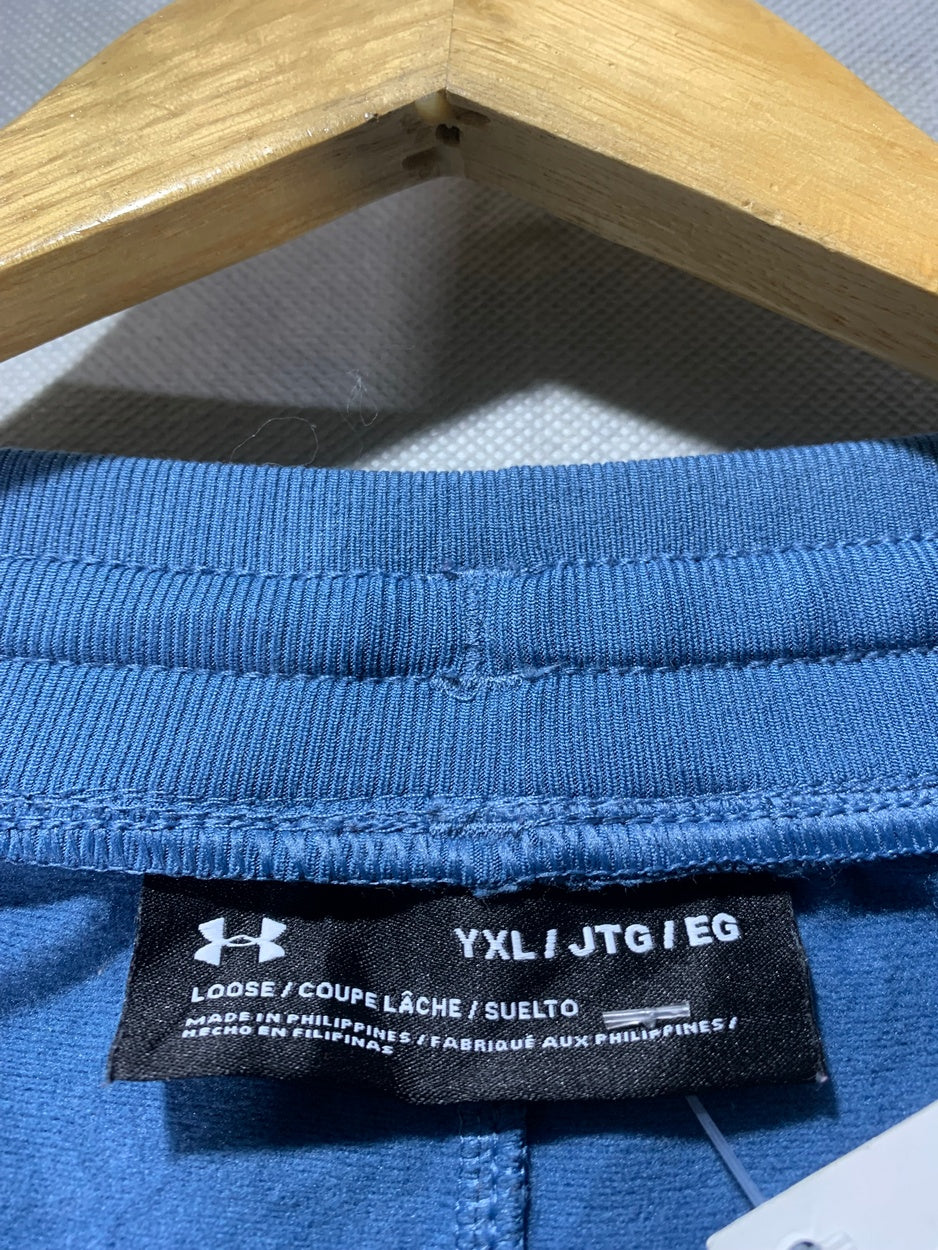 YXL / JTG / EG
LOOSE / COUPE LÂCHE / SUELTO
MADE IN PHILIPPINES / FABRIQUÉ AUX PHILIPPINES /
HECHO EN FILIPINAS